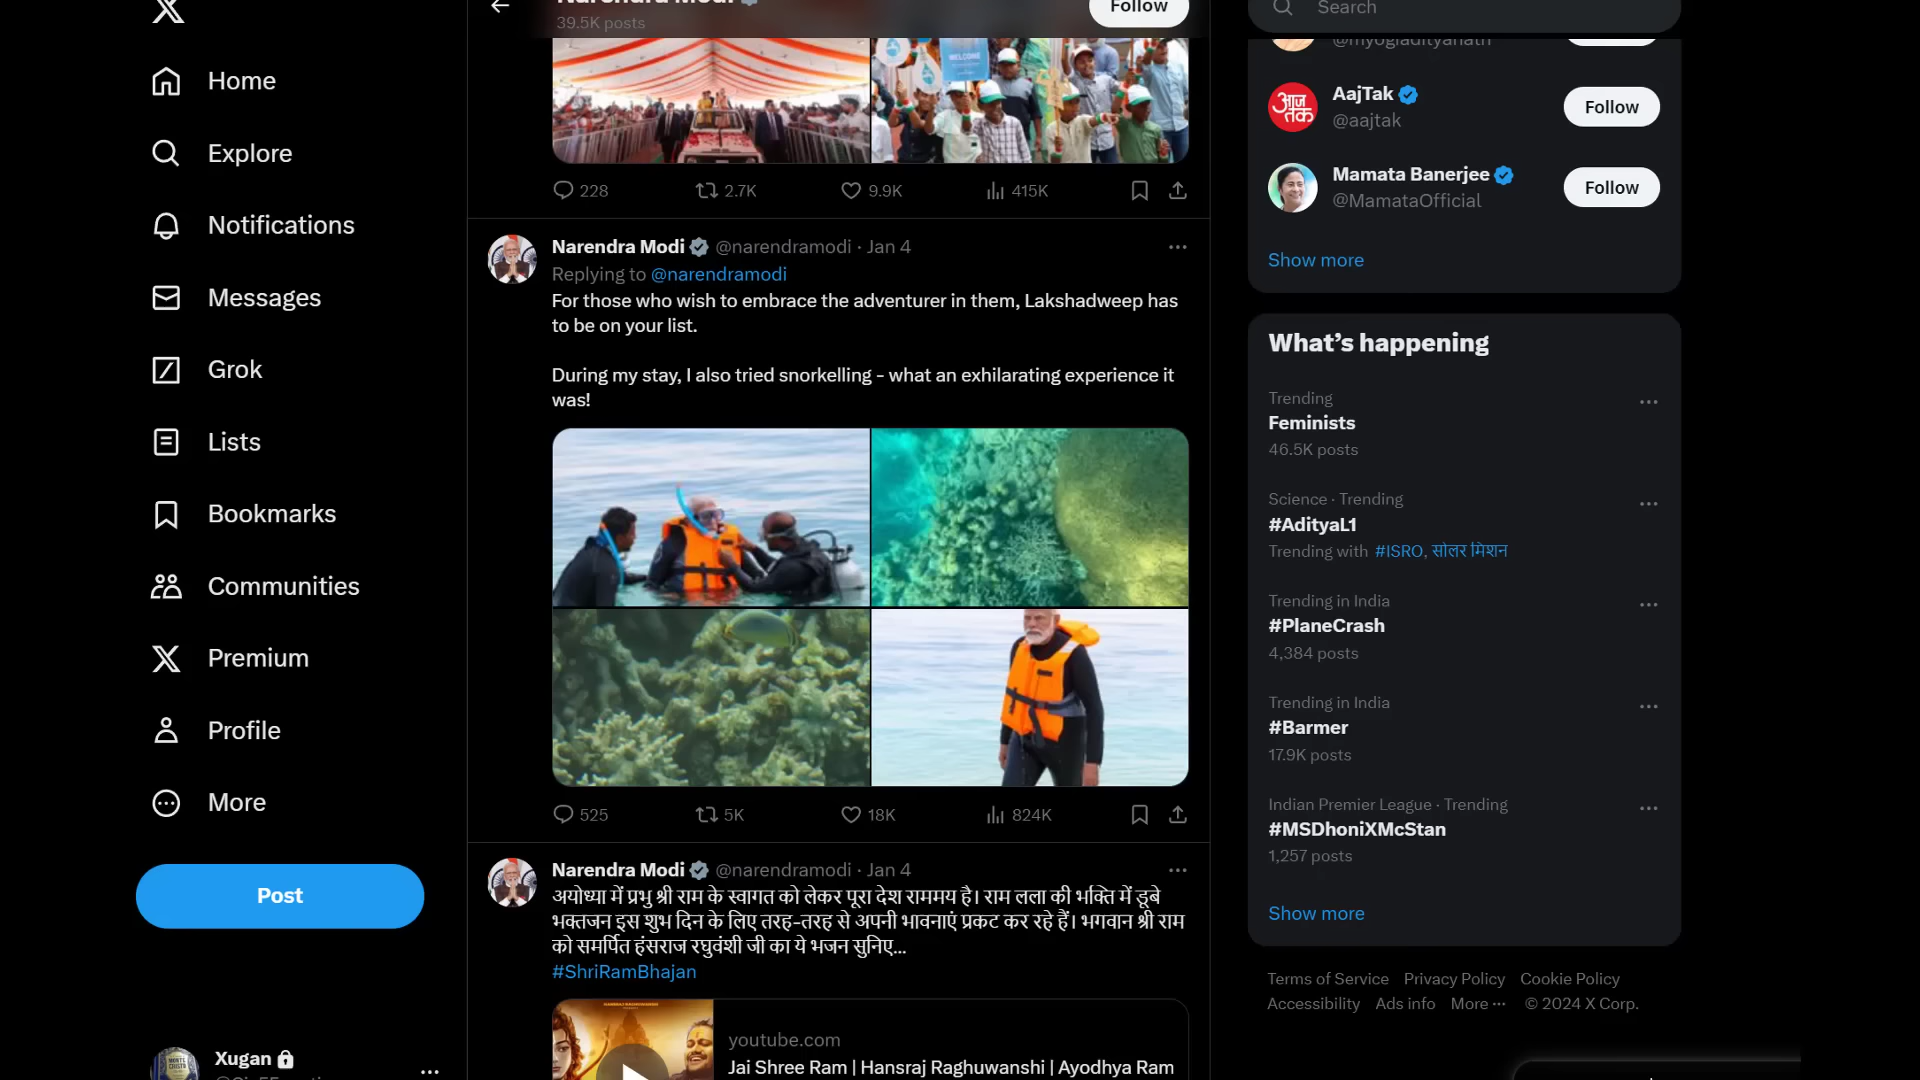 Home
Explore
Notifications
Messages
Grok
Lists
Bookmarks
Communities
Premium
Profile
More
Post
Xugan
Narendra Modi
39.5K posts
Follow
WELCOME
228 2.7K 9.9K 415K
Narendra Modi @narendramodi · Jan 4
Replying to @narendramodi
For those who wish to embrace the adventurer in them, Lakshadweep has
to be on your list.
During my stay, I also tried snorkelling - what an exhilarating experience it
was!
525 5K 18K 824K
Narendra Modi @narendramodi · Jan 4
अयोध्या में प्रभु श्री राम के स्वागत को लेकर पूरा देश राममय है। राम लला की भक्ति में डूबे
भक्तजन इस शुभ दिन के लिए तरह-तरह से अपनी भावनाएं प्रकट कर रहे हैं। भगवान श्री राम
को समर्पित हंसराज रघुवंशी जी का ये भजन सुनिए...
#ShriRamBhajan
youtube.com
Jai Shree Ram | Hansraj Raghuwanshi | Ayodhya Ram
Search
@myogiadityanath
आज तक
AajTak
@aajtak
Follow
Mamata Banerjee
@MamataOfficial
Follow
Show more
What's happening
Trending
Feminists
46.5K posts
Science · Trending
#AdityaL1
Trending with #ISRO, सोलर मिशन
Trending in India
#PlaneCrash
4,384 posts
Trending in India
#Barmer
17.9K posts
Indian Premier League · Trending
#MSDhoniXMcStan
1,257 posts
Show more
Terms of Service Privacy Policy Cookie Policy
Accessibility Ads info More ··· © 2024 X Corp.